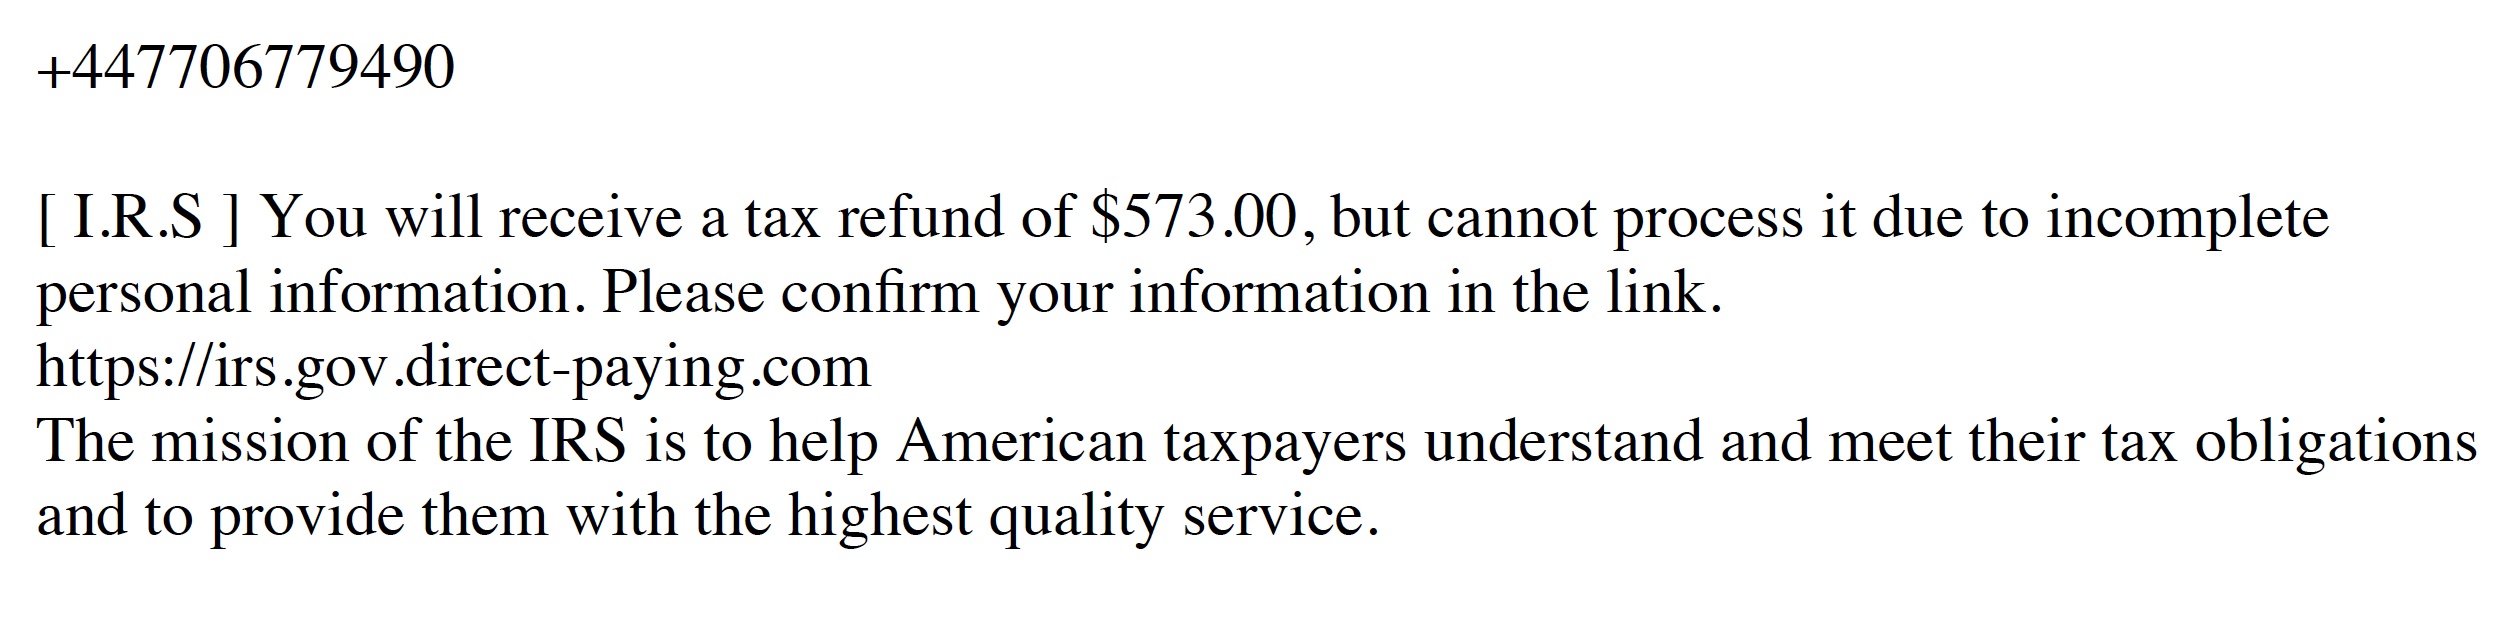 +447706779490
[ I.R.S ] You will receive a tax refund of $573.00, but cannot process it due to incomplete
personal information. Please confirm your information in the link.
https://irs.gov.direct-paying.com
The mission of the IRS is to help American taxpayers understand and meet their tax obligations
and to provide them with the highest quality service.